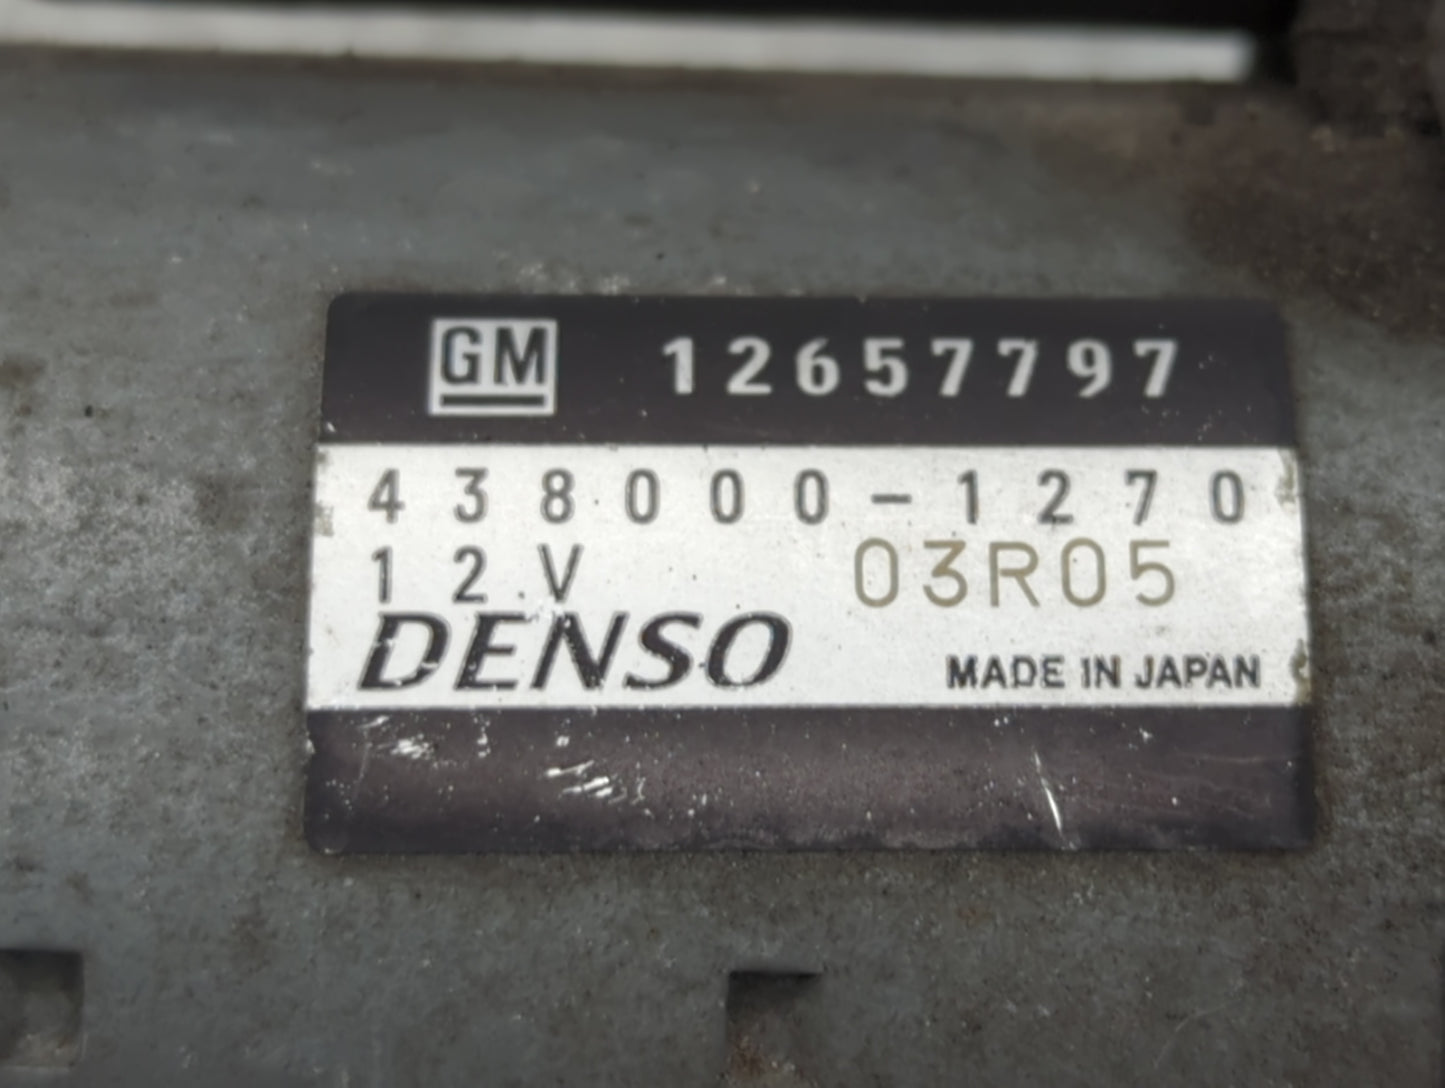 GM 12657797
438000-1270
12V 03R05
DENSO MADE IN JAPAN